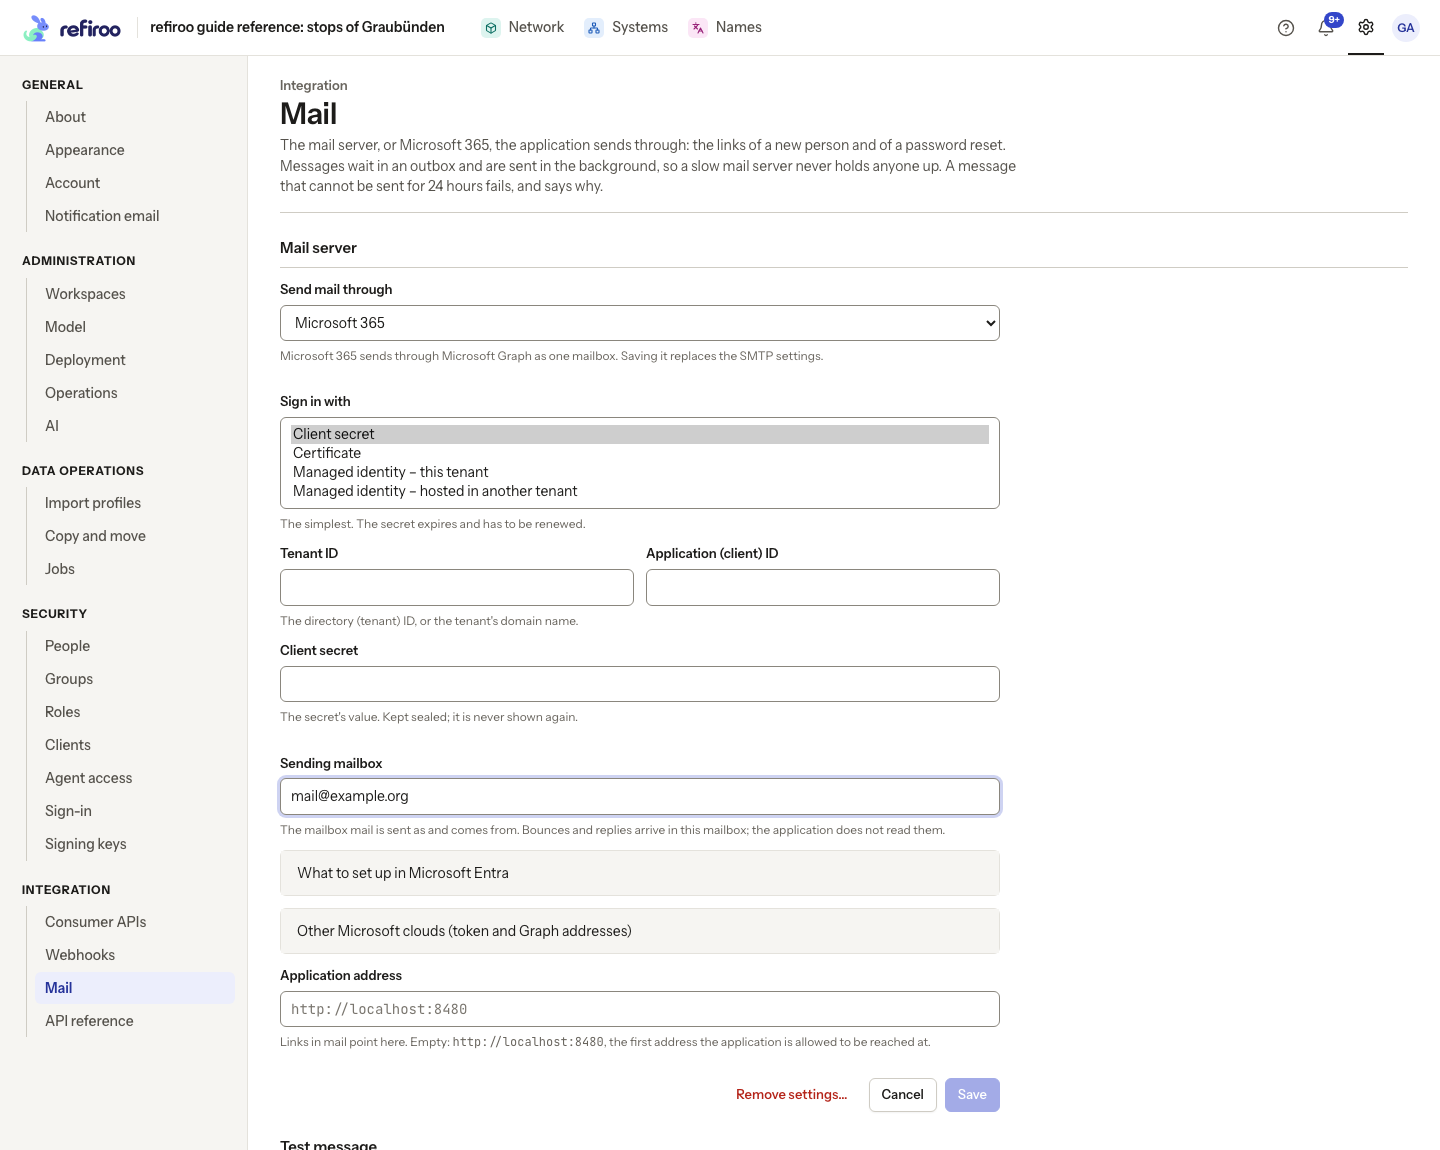 refiroo
refiroo guide reference: stops of Graubünden
Network
Systems
Names
9+
GA
GENERAL
About
Appearance
Account
Notification email
ADMINISTRATION
Workspaces
Model
Deployment
Operations
AI
DATA OPERATIONS
Import profiles
Copy and move
Jobs
SECURITY
People
Groups
Roles
Clients
Agent access
Sign-in
Signing keys
INTEGRATION
Consumer APIs
Webhooks
Mail
API reference
Integration
Mail
The mail server, or Microsoft 365, the application sends through: the links of a new person and of a password reset.
Messages wait in an outbox and are sent in the background, so a slow mail server never holds anyone up. A message
that cannot be sent for 24 hours fails, and says why.
Mail server
Send mail through
Microsoft 365
Microsoft 365 sends through Microsoft Graph as one mailbox. Saving it replaces the SMTP settings.
Sign in with
Client secret
Certificate
Managed identity – this tenant
Managed identity – hosted in another tenant
The simplest. The secret expires and has to be renewed.
Tenant ID
Application (client) ID
The directory (tenant) ID, or the tenant's domain name.
Client secret
The secret's value. Kept sealed; it is never shown again.
Sending mailbox
mail@example.org
The mailbox mail is sent as and comes from. Bounces and replies arrive in this mailbox; the application does not read them.
What to set up in Microsoft Entra
Other Microsoft clouds (token and Graph addresses)
Application address
http://localhost:8480
Links in mail point here. Empty: http://localhost:8480, the first address the application is allowed to be reached at.
Remove settings…
Cancel
Save
Test message